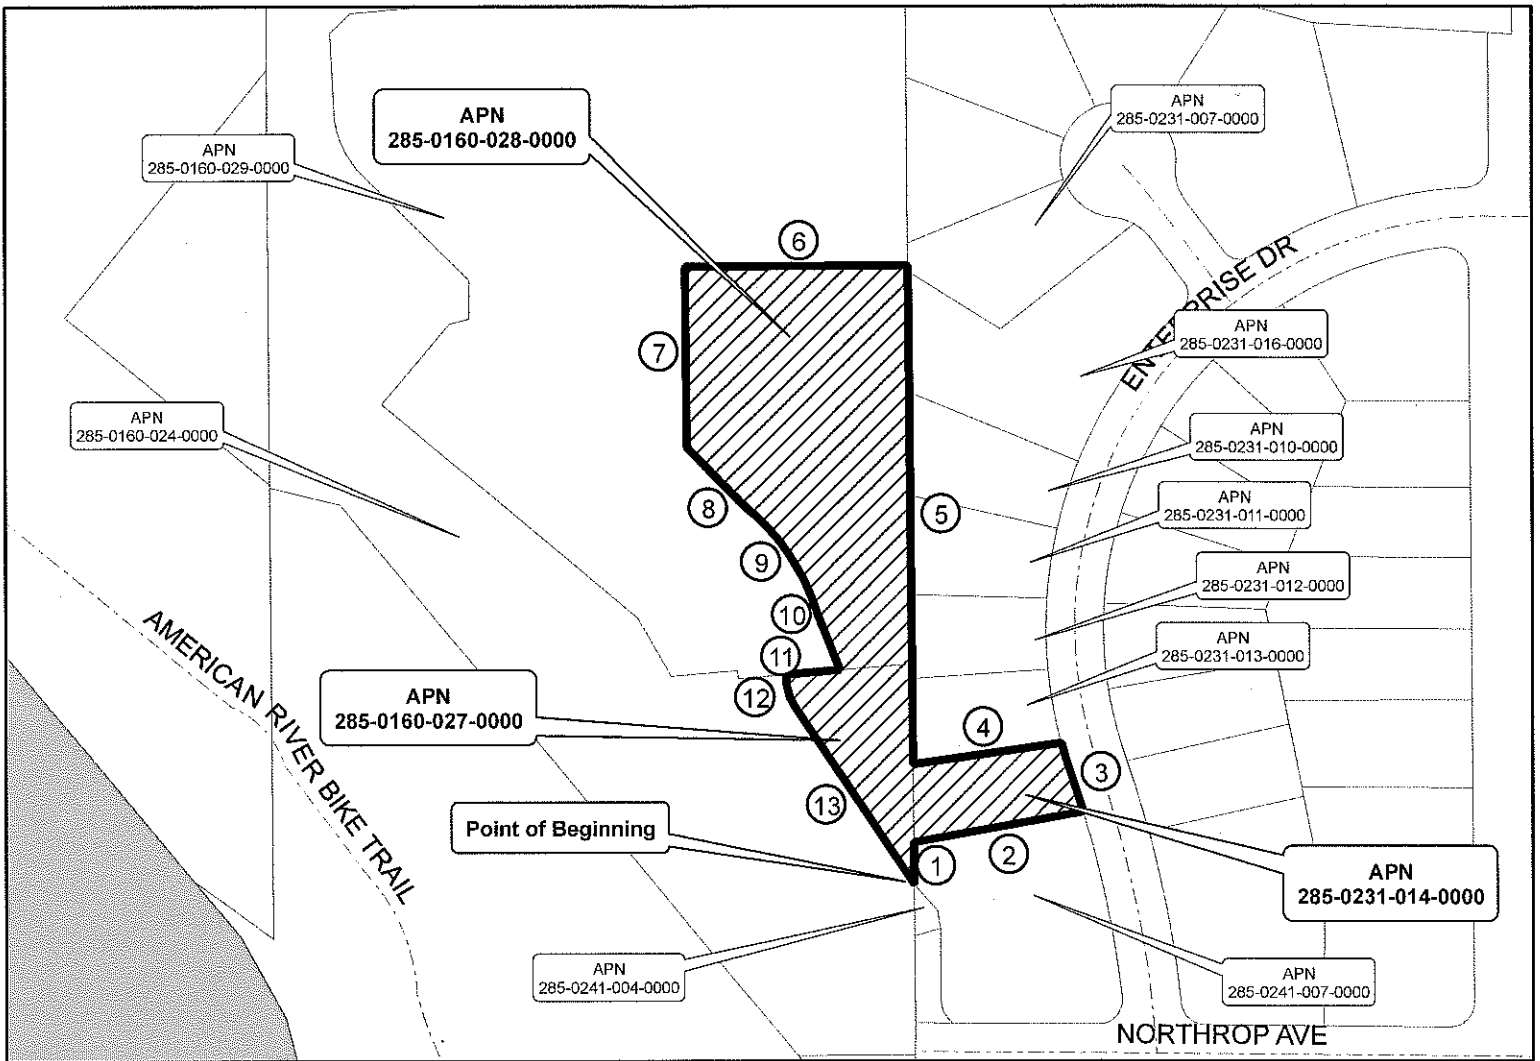 APN
285-0231-007-0000
APN
285-0160-028-0000
APN
285-0160-029-0000
6
ENTERPRISE DR
APN
285-0231-016-0000
7
APN
285-0160-024-0000
APN
285-0231-010-0000
8
5
APN
285-0231-011-0000
9
APN
285-0231-012-0000
10
AMERICAN RIVER BIKE TRAIL
11
APN
285-0231-013-0000
12
APN
285-0160-027-0000
4
3
13
Point of Beginning
1
2
APN
285-0231-014-0000
APN
285-0241-004-0000
APN
285-0241-007-0000
NORTHROP AVE